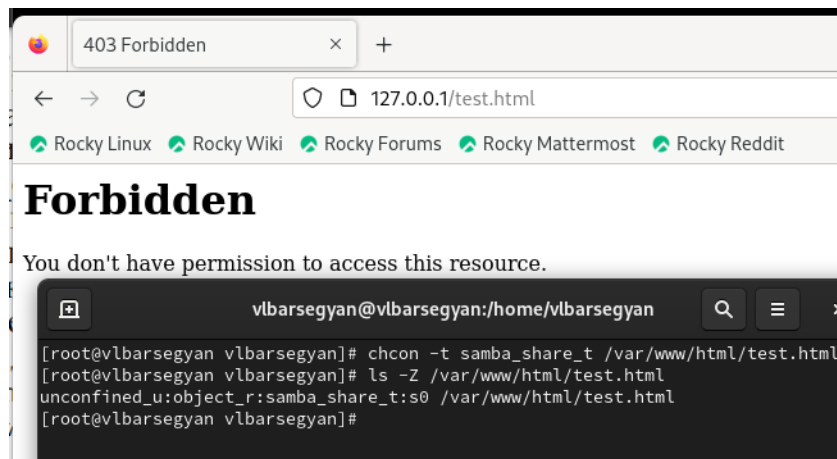 403 Forbidden
127.0.0.1/test.html
Rocky Linux Rocky Wiki Rocky Forums Rocky Mattermost Rocky Reddit
Forbidden
You don't have permission to access this resource.
vlbarsegyan@vlbarsegyan:/home/vlbarsegyan
[root@vlbarsegyan vlbarsegyan]# chcon -t samba_share_t /var/www/html/test.html
[root@vlbarsegyan vlbarsegyan]# ls -Z /var/www/html/test.html
unconfined_u:object_r:samba_share_t:s0 /var/www/html/test.html
[root@vlbarsegyan vlbarsegyan]#